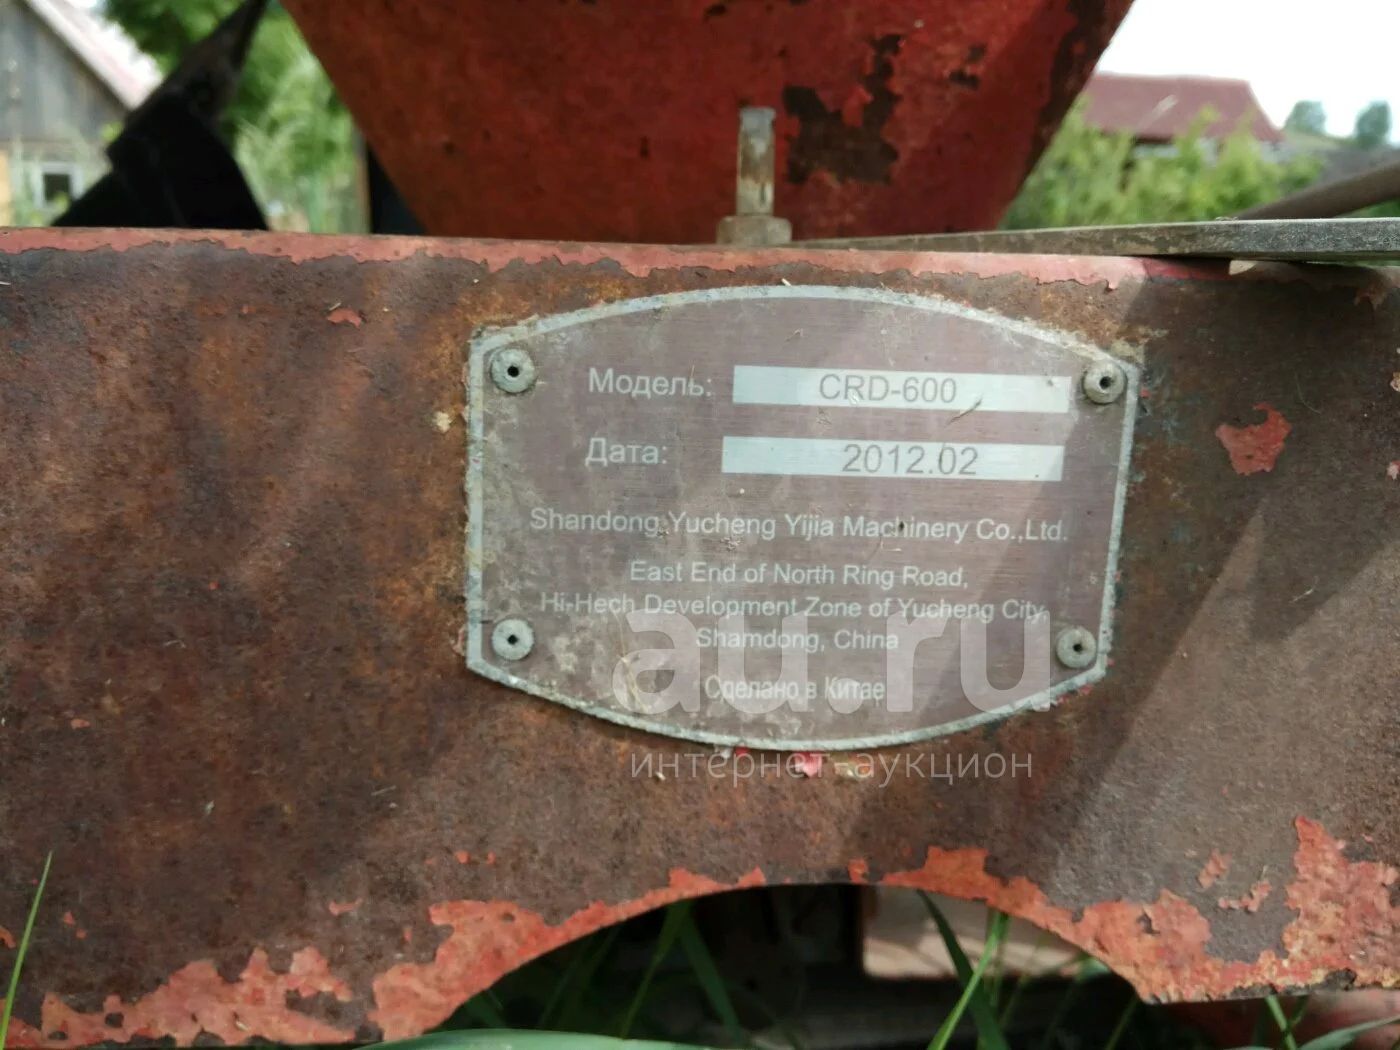 Модель: CRD-600
Дата: 2012.02
Shandong Yucheng Yijia Machinery Co.,Ltd.
East End of North Ring Road,
Hi-Hech Development Zone of Yucheng City,
Shamdong, China
Сделано в Китае
au.ru
интернет-аукцион